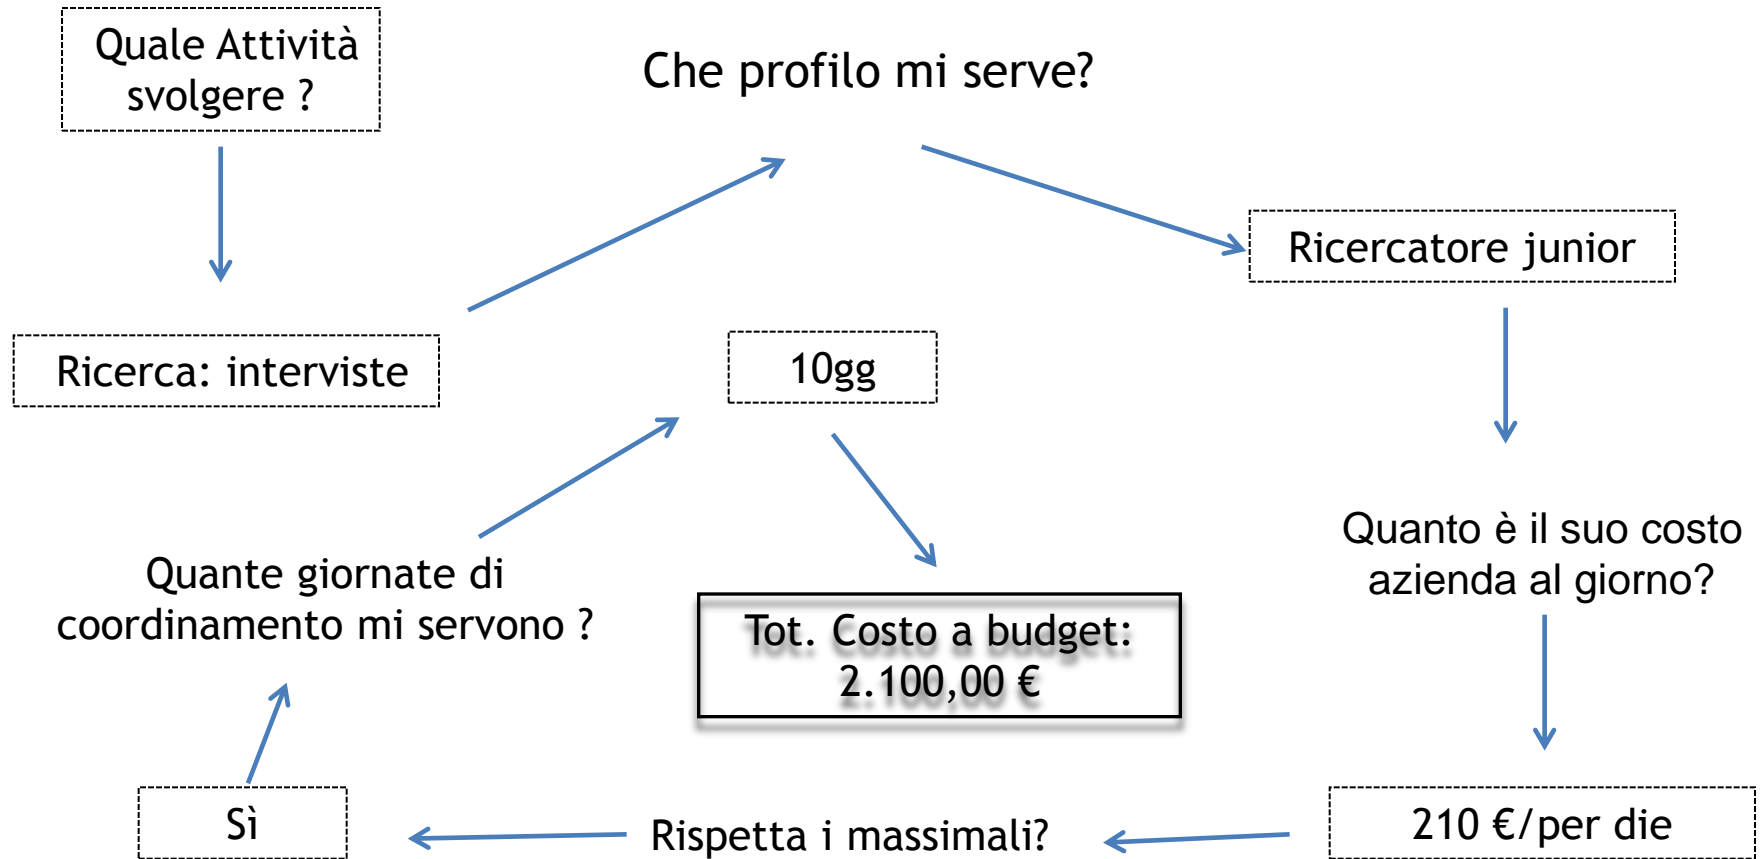 Quale Attività
svolgere ?
Che profilo mi serve?
Ricercatore junior
Ricerca: interviste
10gg
Quanto è il suo costo
azienda al giorno?
Quante giornate di
coordinamento mi servono ?
Tot. Costo a budget:
2.100,00 €
Sì
Rispetta i massimali?
210 €/per die